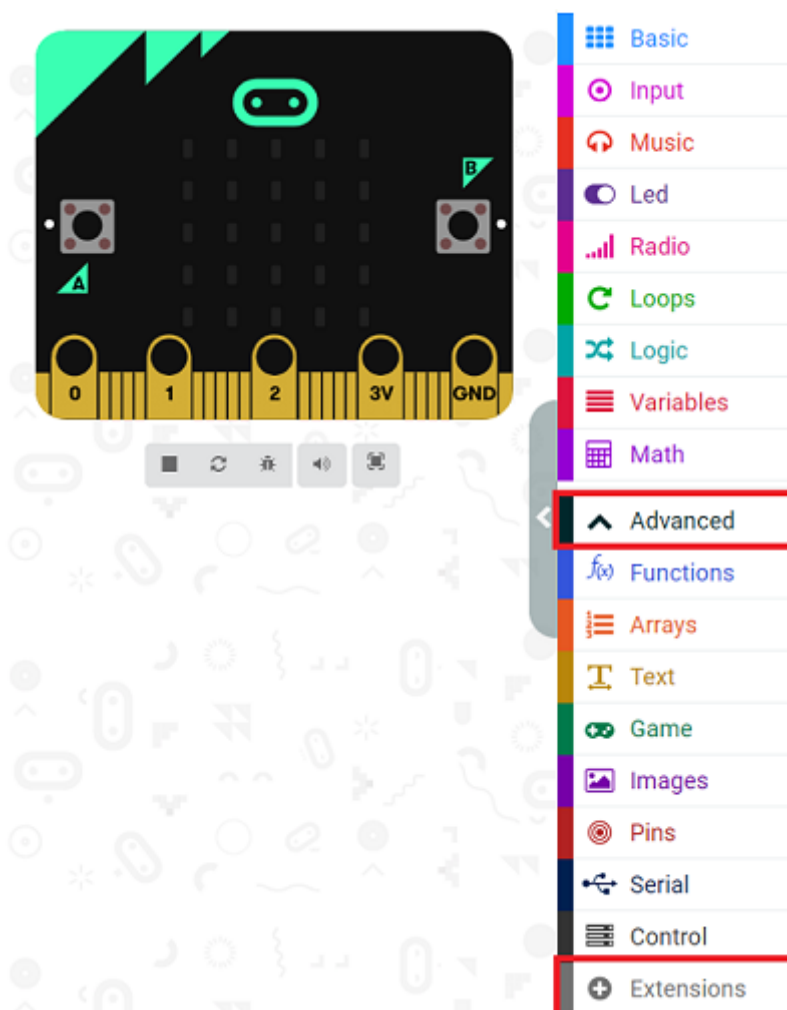 Basic
Input
Music
Led
Radio
Loops
Logic
Variables
Math
Advanced
f(x) Functions
Arrays
Text
Game
Images
Pins
Serial
Control
Extensions
B
A
0 1 2 3V GND